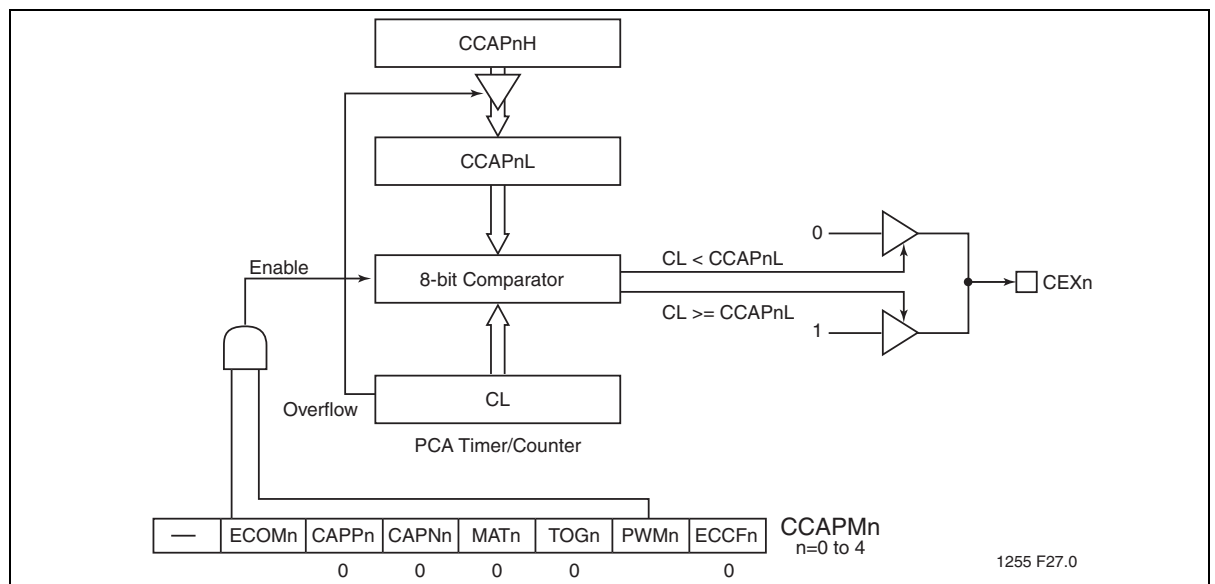 CCAPnH
CCAPnL
0
CL < CCAPnL
Enable
8-bit Comparator
CEXn
CL >= CCAPnL
1
CL
Overflow
PCA Timer/Counter
— ECOMn CAPPn CAPNn MATn TOGn PWMn ECCFn CCAPMn
n=0 to 4
0 0 0 0 0
1255 F27.0